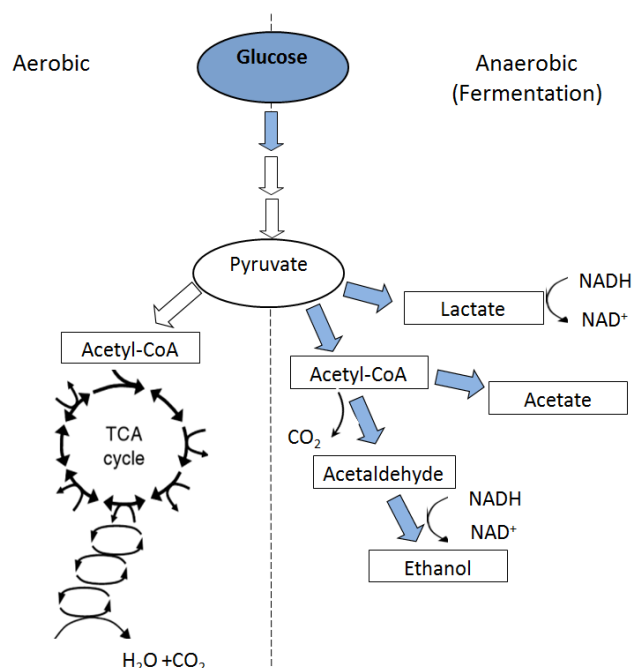 Glucose
Aerobic
Anaerobic
(Fermentation)
Pyruvate
NADH
Lactate
NAD⁺
Acetyl-CoA
Acetyl-CoA
Acetate
TCA
cycle
CO₂
Acetaldehyde
NADH
NAD⁺
Ethanol
H₂O +CO₂